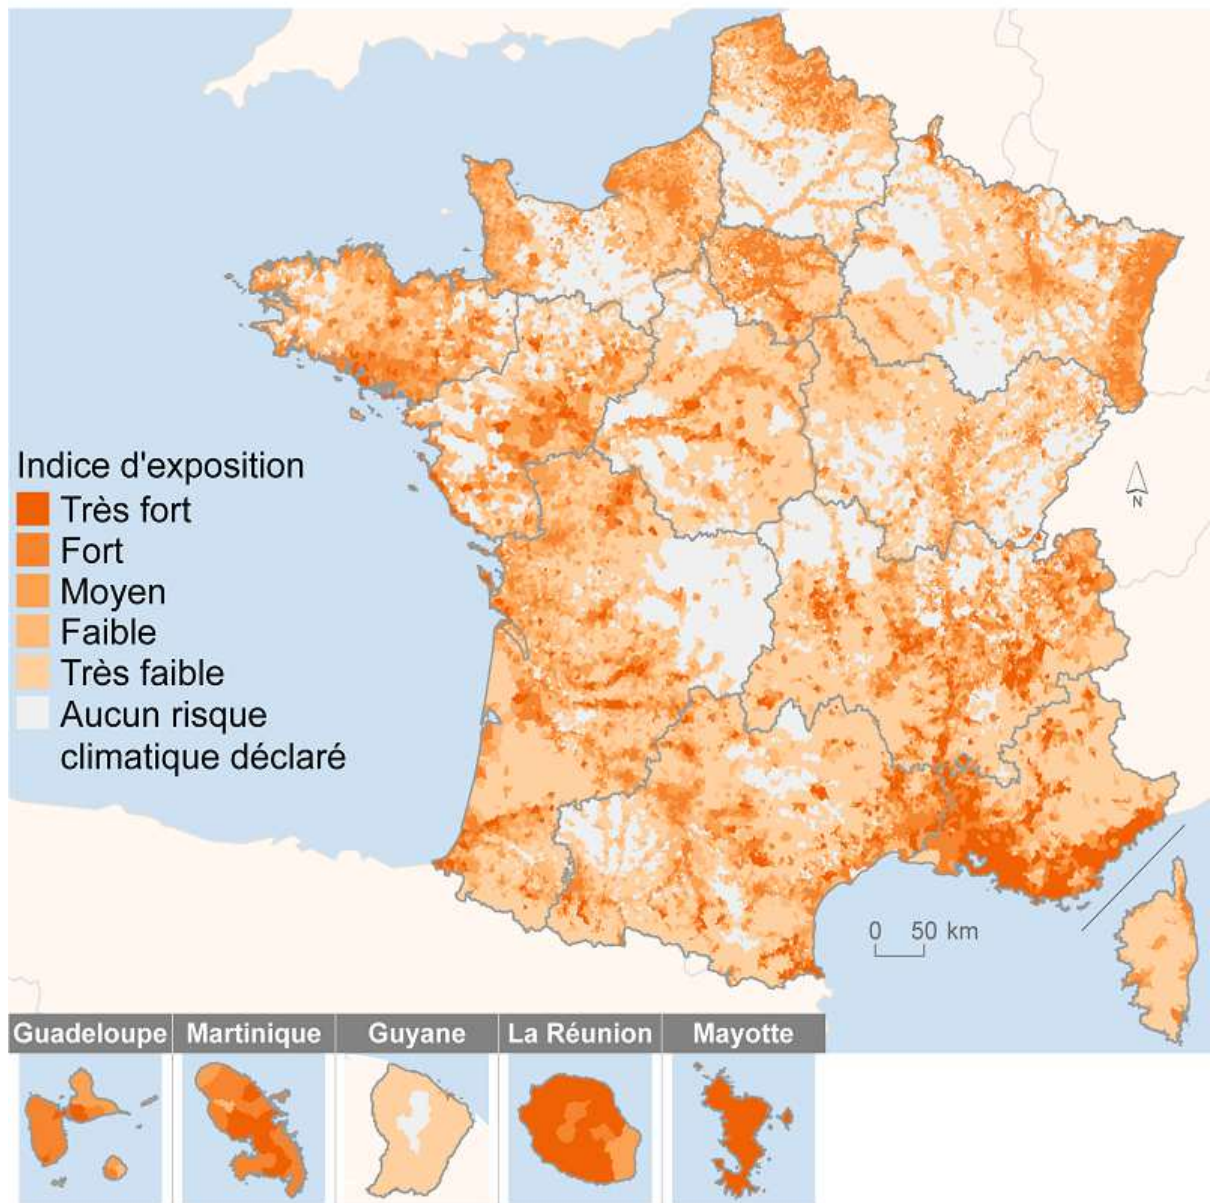 Indice d'exposition
Très fort
Fort
Moyen
Faible
Très faible
Aucun risque
climatique déclaré
N
0 50 km
Guadeloupe Martinique Guyane La Réunion Mayotte